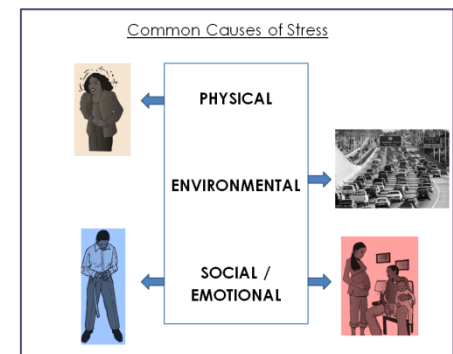 Common Causes of Stress
PHYSICAL
ENVIRONMENTAL
SOCIAL /
EMOTIONAL